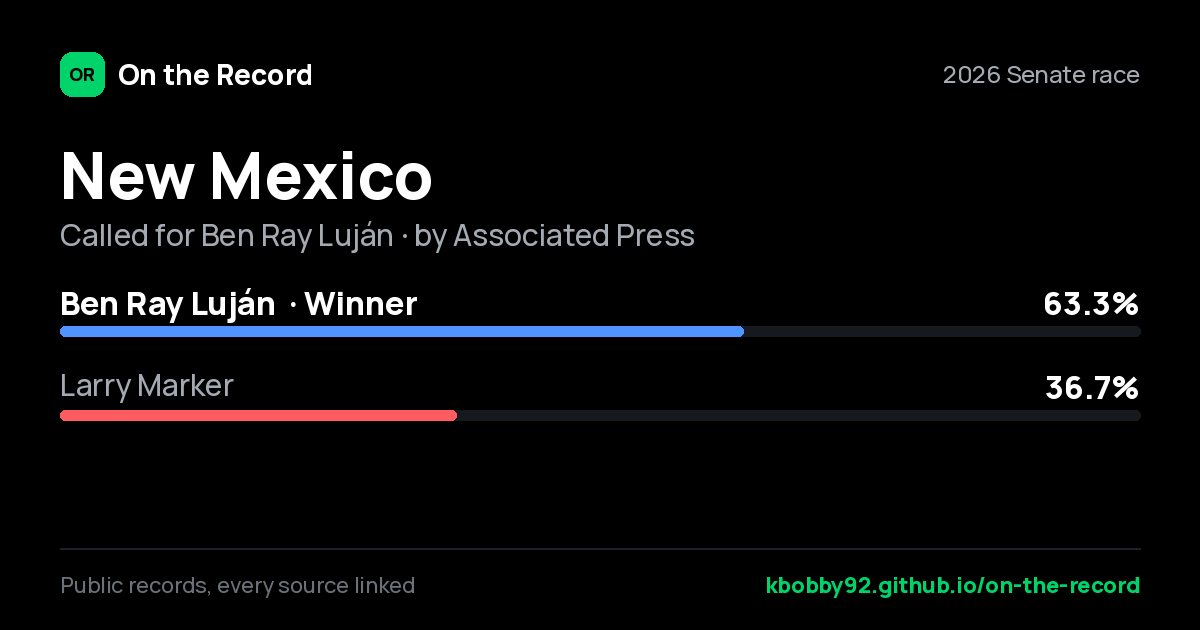 OR On the Record
2026 Senate race
New Mexico
Called for Ben Ray Luján · by Associated Press
Ben Ray Luján · Winner 63.3%
Larry Marker 36.7%
Public records, every source linked
kbobby92.github.io/on-the-record